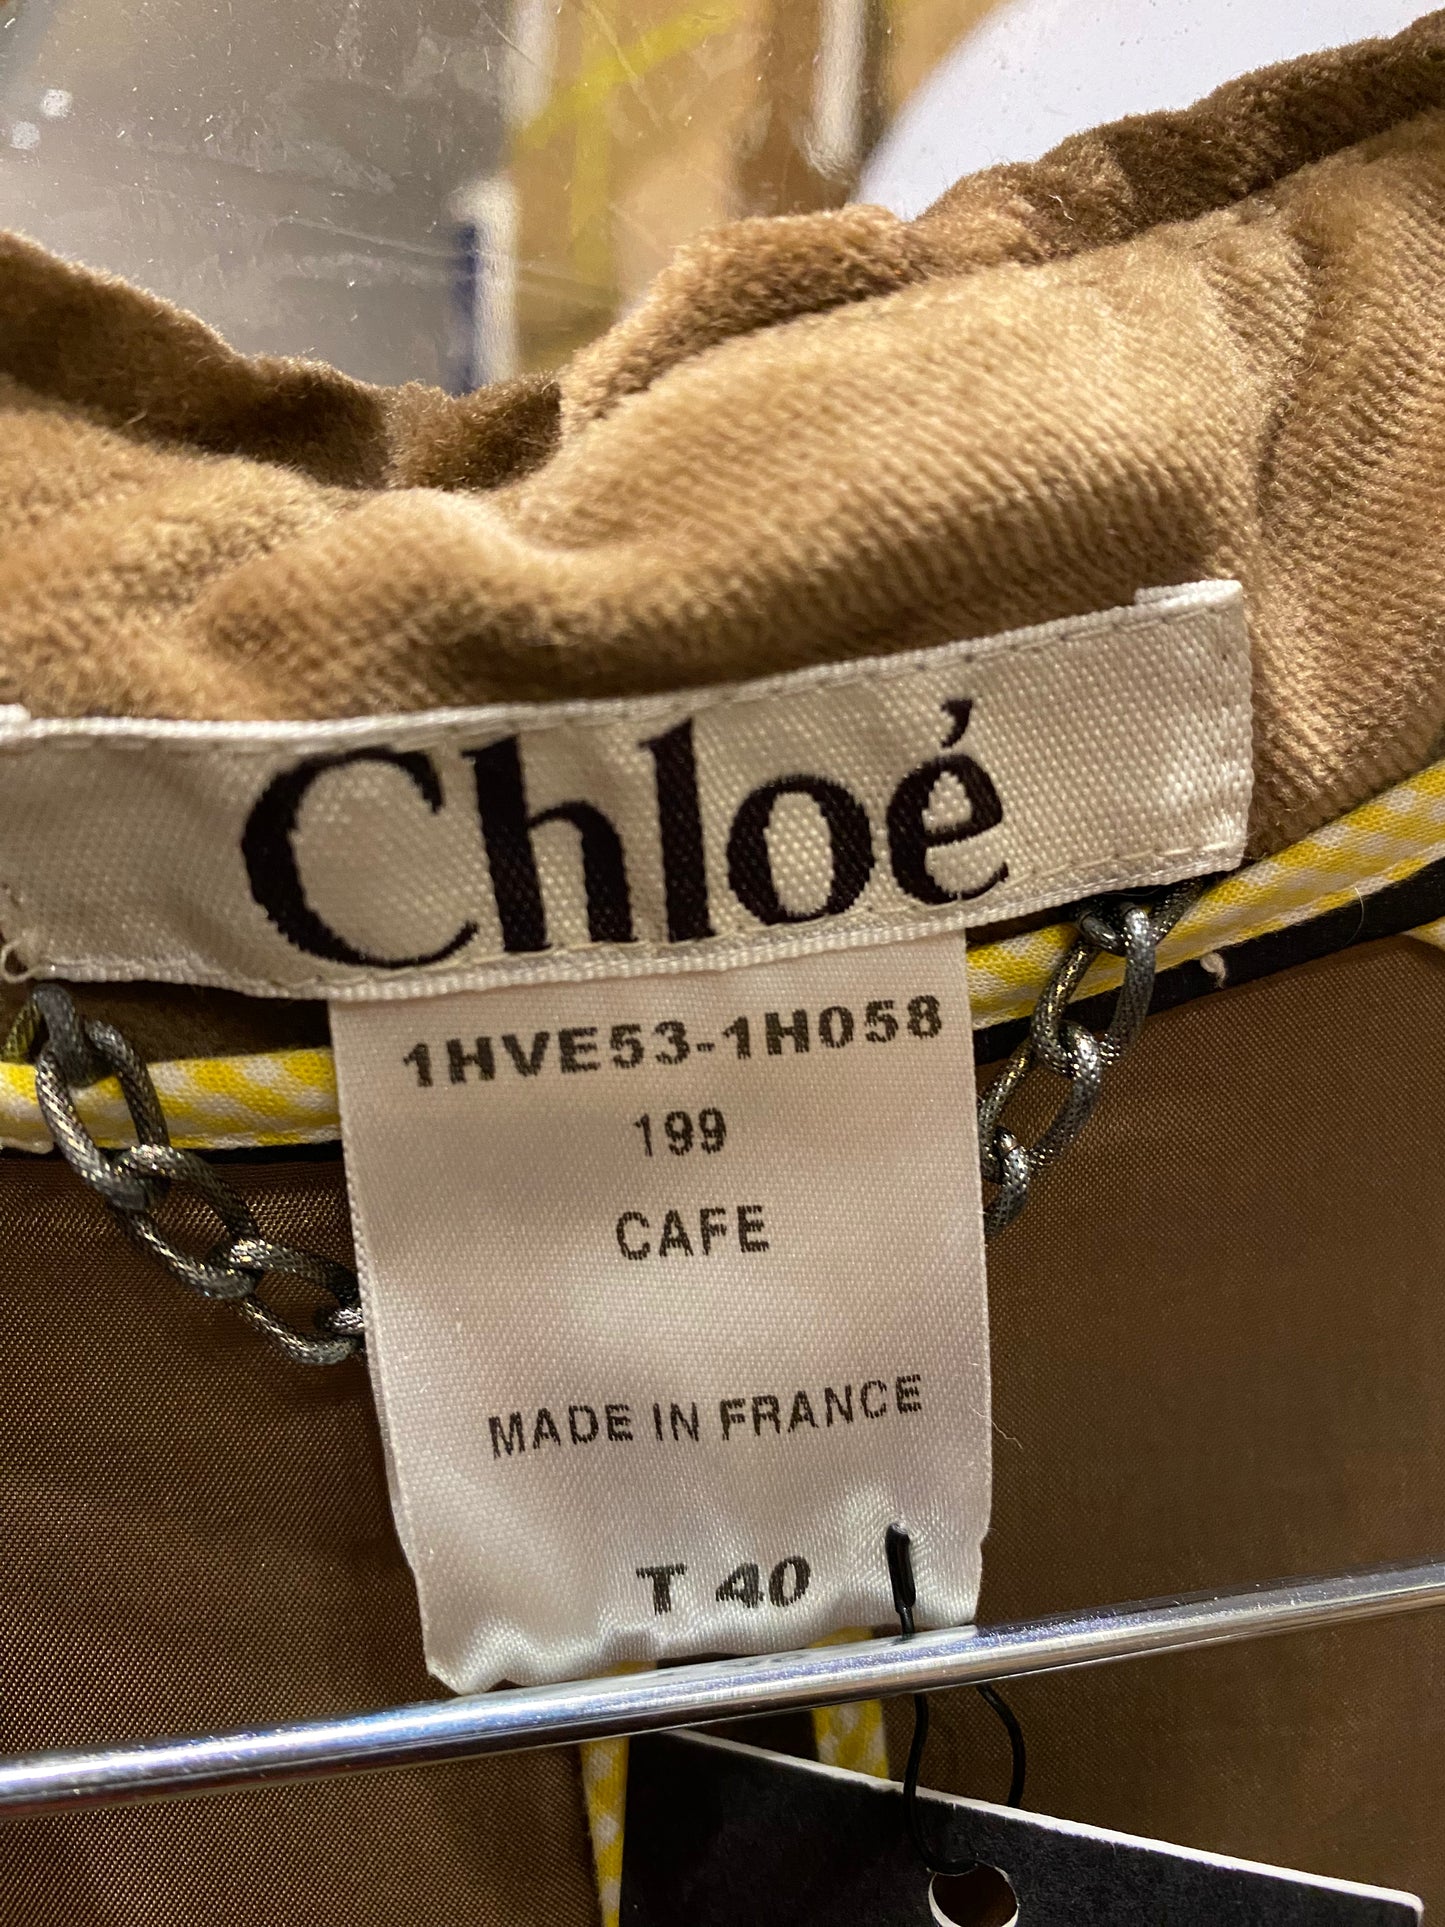 Chloé
1HVE53-1H058
199
CAFE
MADE IN FRANCE
T 40